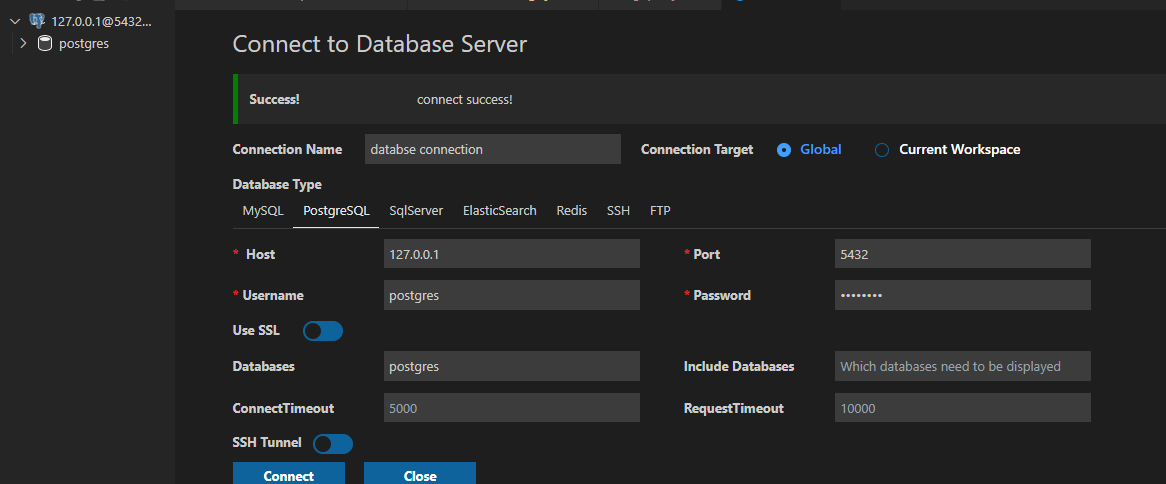 127.0.0.1@5432...
postgres
Connect to Database Server
Success! connect success!
Connection Name databse connection Connection Target Global Current Workspace
Database Type
MySQL PostgreSQL SqlServer ElasticSearch Redis SSH FTP
* Host 127.0.0.1 * Port 5432
* Username postgres * Password ••••••••
Use SSL
Databases postgres Include Databases Which databases need to be displayed
ConnectTimeout 5000 RequestTimeout 10000
SSH Tunnel
Connect Close